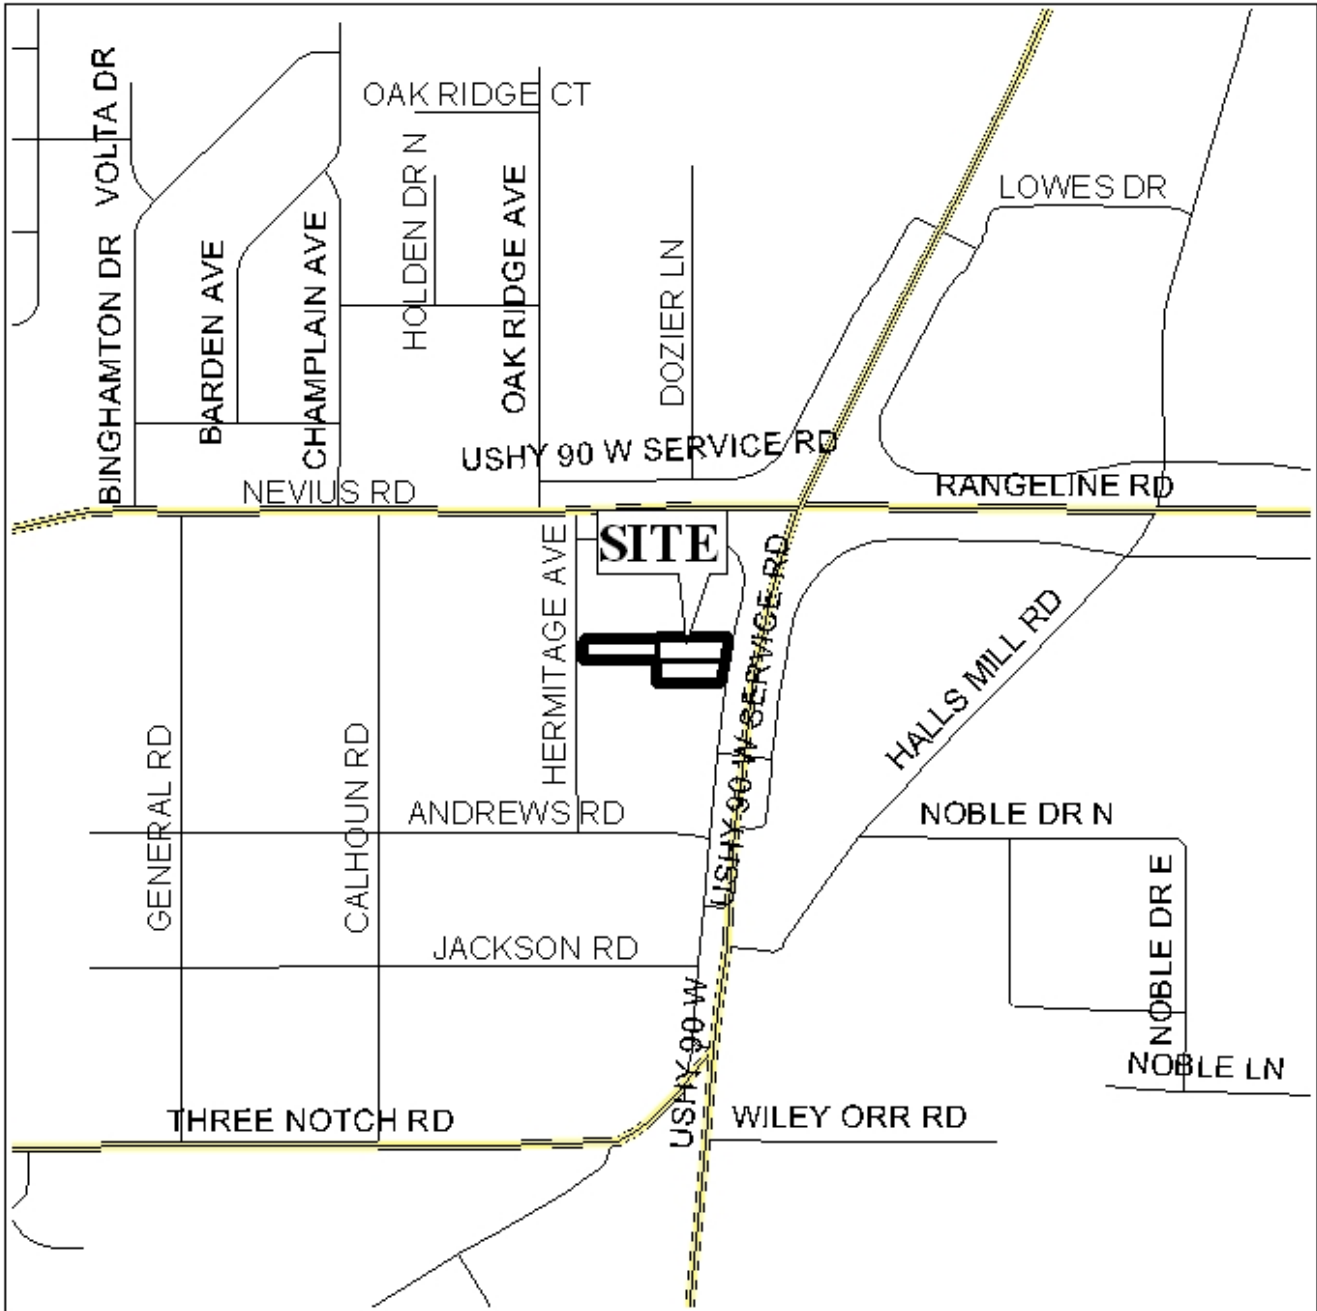 VOLTA DR
OAK RIDGE CT
HOLDEN DR N
OAK RIDGE AVE
LOWES DR
BINGHAMTON DR
BARDEN AVE
CHAMPLAIN AVE
DOZIER LN
USHY 90 W SERVICE RD
NEVIUS RD
RANGELINE RD
SITE
HERMITAGE AVE
USHY 90 W SERVICE RD
HALLS MILL RD
GENERAL RD
CALHOUN RD
ANDREWS RD
NOBLE DR N
NOBLE DR E
JACKSON RD
USHY 90 W
NOBLE LN
THREE NOTCH RD
WILEY ORR RD